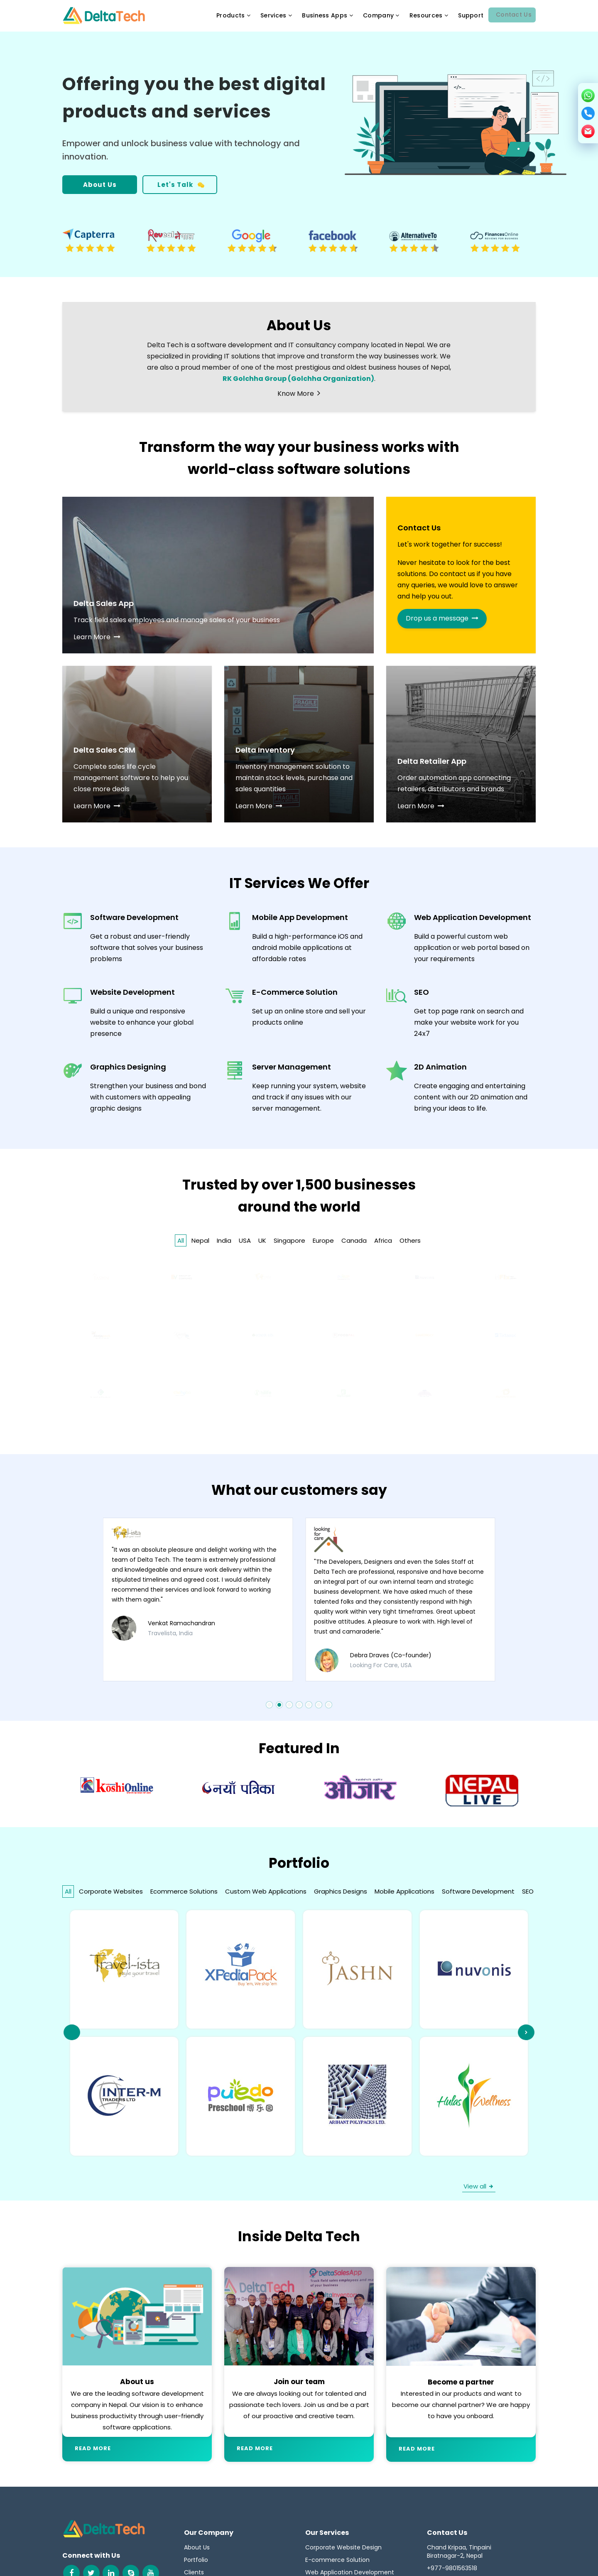 DeltaTech
Products Services Business Apps Company Resources Support Contact Us
Offering you the best digital
products and services
Empower and unlock business value with technology and
innovation.
About Us
Let's Talk
Capterra
Google
facebook
AlternativeTo
FinancesOnline
About Us
Delta Tech is a software development and IT consultancy company located in Nepal. We are
specialized in providing IT solutions that improve and transform the way businesses work. We
are also a proud member of one of the most prestigious and oldest business houses of Nepal,
RK Golchha Group (Golchha Organization).
Know More
Transform the way your business works with
world-class software solutions
Delta Sales App
Track field sales employees and manage sales of your business
Learn More
Contact Us
Let's work together for success!
Never hesitate to look for the best
solutions. Do contact us if you have
any queries, we would love to answer
and help you out.
Drop us a message
Delta Sales CRM
Complete sales life cycle
management software to help you
close more deals
Learn More
FRAGILE
Delta Inventory
Inventory management solution to
maintain stock levels, purchase and
sales quantities
Learn More
Delta Retailer App
Order automation app connecting
retailers, distributors and brands
Learn More
IT Services We Offer
Software Development
Get a robust and user-friendly
software that solves your business
problems
Mobile App Development
Build a high-performance iOS and
android mobile applications at
affordable rates
Web Application Development
Build a powerful custom web
application or web portal based on
your requirements
Website Development
Build a unique and responsive
website to enhance your global
presence
E-Commerce Solution
Set up an online store and sell your
products online
SEO
Get top page rank on search and
make your website work for you
24x7
Graphics Designing
Strengthen your business and bond
with customers with appealing
graphic designs
Server Management
Keep running your system, website
and track if any issues with our
server management.
2D Animation
Create engaging and entertaining
content with our 2D animation and
bring your ideas to life.
Trusted by over 1,500 businesses
around the world
All Nepal India USA UK Singapore Europe Canada Africa Others
What our customers say
Travel-ista
"It was an absolute pleasure and delight working with the
team of Delta Tech. The team is extremely professional
and knowledgeable and ensure work delivery within the
stipulated timelines and agreed cost. I would definitely
recommend their services and look forward to working
with them again."
Venkat Ramachandran
Travelista, India
looking
for
care
"The Developers, Designers and even the Sales Staff at
Delta Tech are professional, responsive and have become
an integral part of our own internal team and strategic
business development. We have asked much of these
talented folks and they consistently respond with high
quality work within very tight timeframes. Great upbeat
positive attitudes. A pleasure to work with. High level of
trust and camararderie."
Debra Draves (Co-founder)
Looking For Care, USA
Featured In
KoshiOnline
नयाँ पत्रिका
औजार
NEPAL
LIVE
Portfolio
All Corporate Websites Ecommerce Solutions Custom Web Applications Graphics Designs Mobile Applications Software Development SEO
Travel-ista
style your travel
XPediaPack
JASHN
nuvonis
INTER-M
TRADERS LTD
puedo
Preschool 博乐园
ARIHANT POLYPACKS LTD.
Hulas Wellness
View all
Inside Delta Tech
About us
We are the leading software development
company in Nepal. Our vision is to enhance
business productivity through user-friendly
software applications.
READ MORE
DeltaTech
DeltaSalesApp
Join our team
We are always looking out for talented and
passionate tech lovers. Join us and be a part
of our proactive and creative team.
READ MORE
Become a partner
Interested in our products and want to
become our channel partner? We are happy
to have you onboard.
READ MORE
DeltaTech
Connect with Us
Our Company
About Us
Portfolio
Clients
Our Services
Corporate Website Design
E-commerce Solution
Web Application Development
Contact Us
Chand Kripaa, Tinpaini
Biratnagar-2, Nepal
+977-9801563518